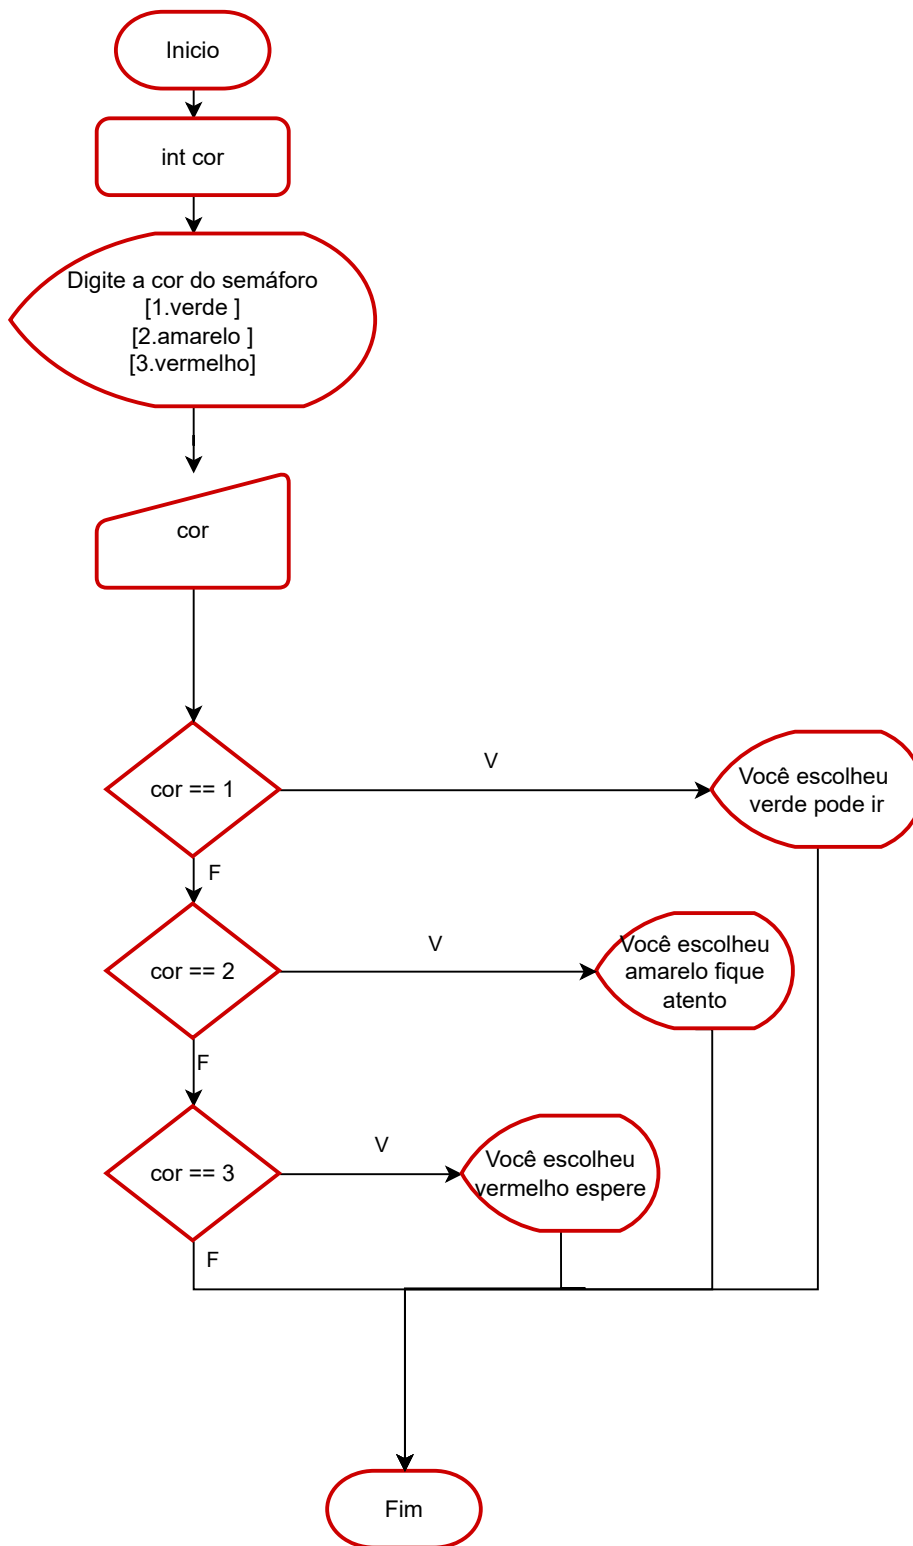 Inicio
int cor
Digite a cor do semáforo
[1.verde ]
[2.amarelo ]
[3.vermelho]
cor
cor == 1
V
Você escolheu
verde pode ir
F
cor == 2
V
Você escolheu
amarelo fique
atento
F
cor == 3
V
Você escolheu
vermelho espere
F
Fim